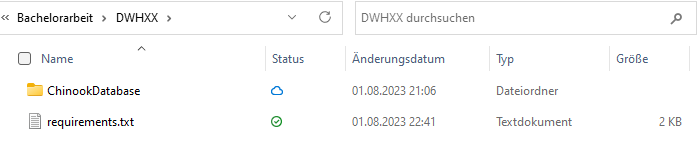 « Bachelorarbeit > DWHXX > DWHXX durchsuchen
Name Status Änderungsdatum Typ Größe
ChinookDatabase 01.08.2023 21:06 Dateiordner
requirements.txt 01.08.2023 22:41 Textdokument 2 KB